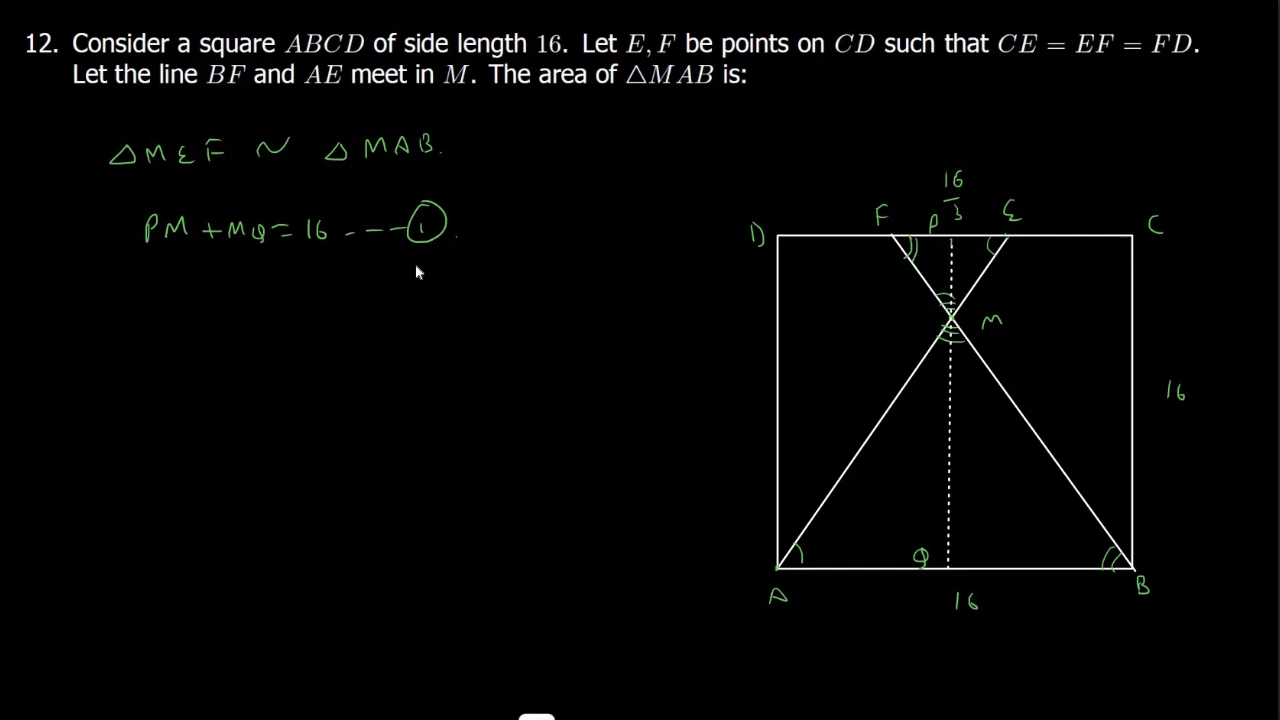 12. Consider a square ABCD of side length 16. Let E, F be points on CD such that CE = EF = FD.
Let the line BF and AE meet in M. The area of △MAB is:
△MEF ~ △MAB.
PM + MQ = 16 ---- ①.
16
3
D F P E C
M
16
Q
A 16 B